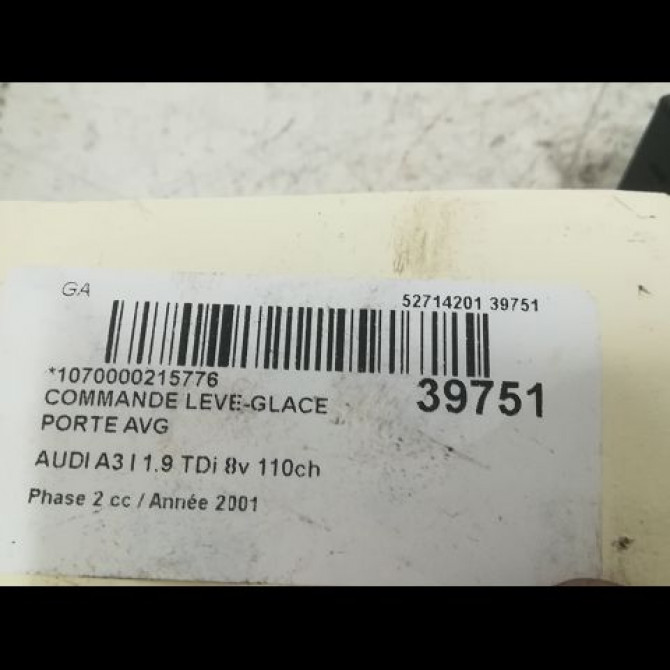 GA
52714201 39751
*1070000215776
39751
COMMANDE LEVE-GLACE
PORTE AVG
AUDI A3 I 1.9 TDi 8v 110ch
Phase 2 cc / Année 2001